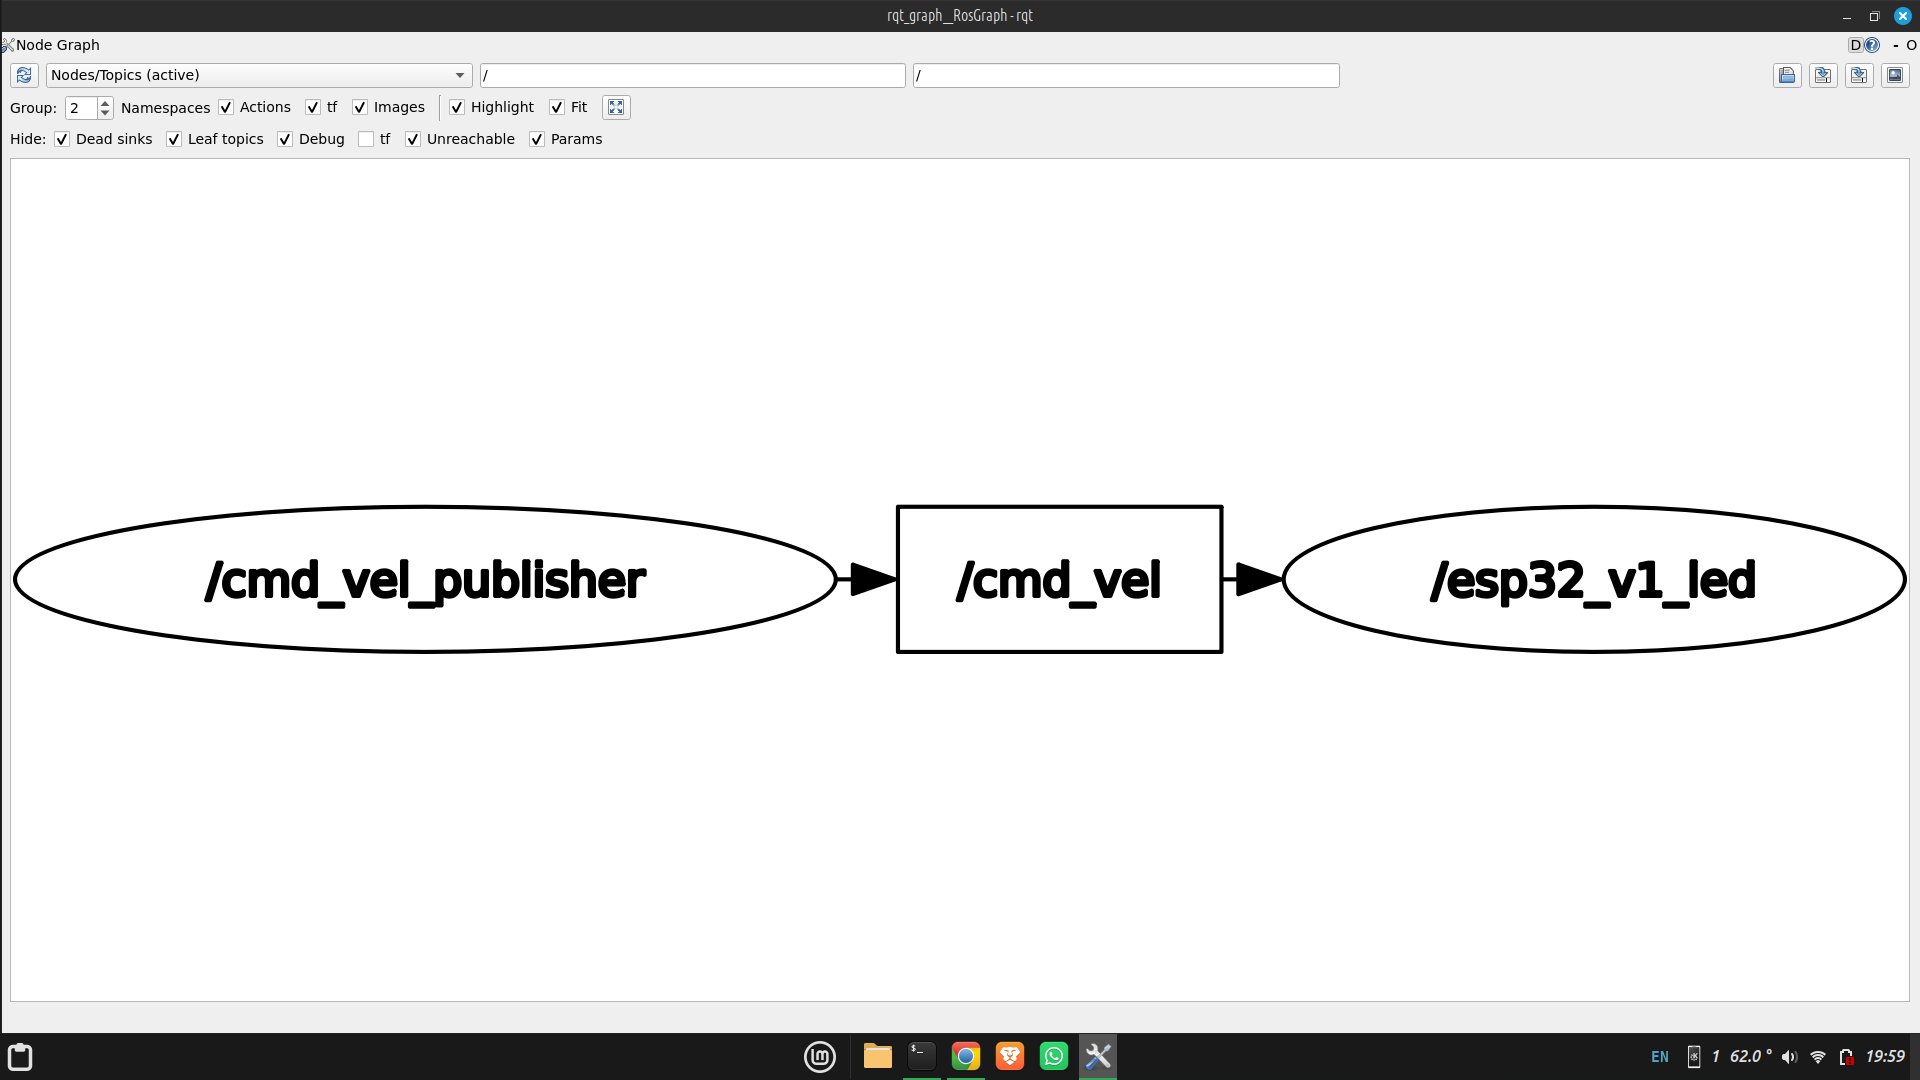 rqt_graph__RosGraph - rqt
Node Graph
D ? - O
Nodes/Topics (active) / /
Group: 2 Namespaces Actions tf Images Highlight Fit
Hide: Dead sinks Leaf topics Debug tf Unreachable Params
/cmd_vel_publisher /cmd_vel /esp32_v1_led
$_ EN 1 62.0 ° 19:59